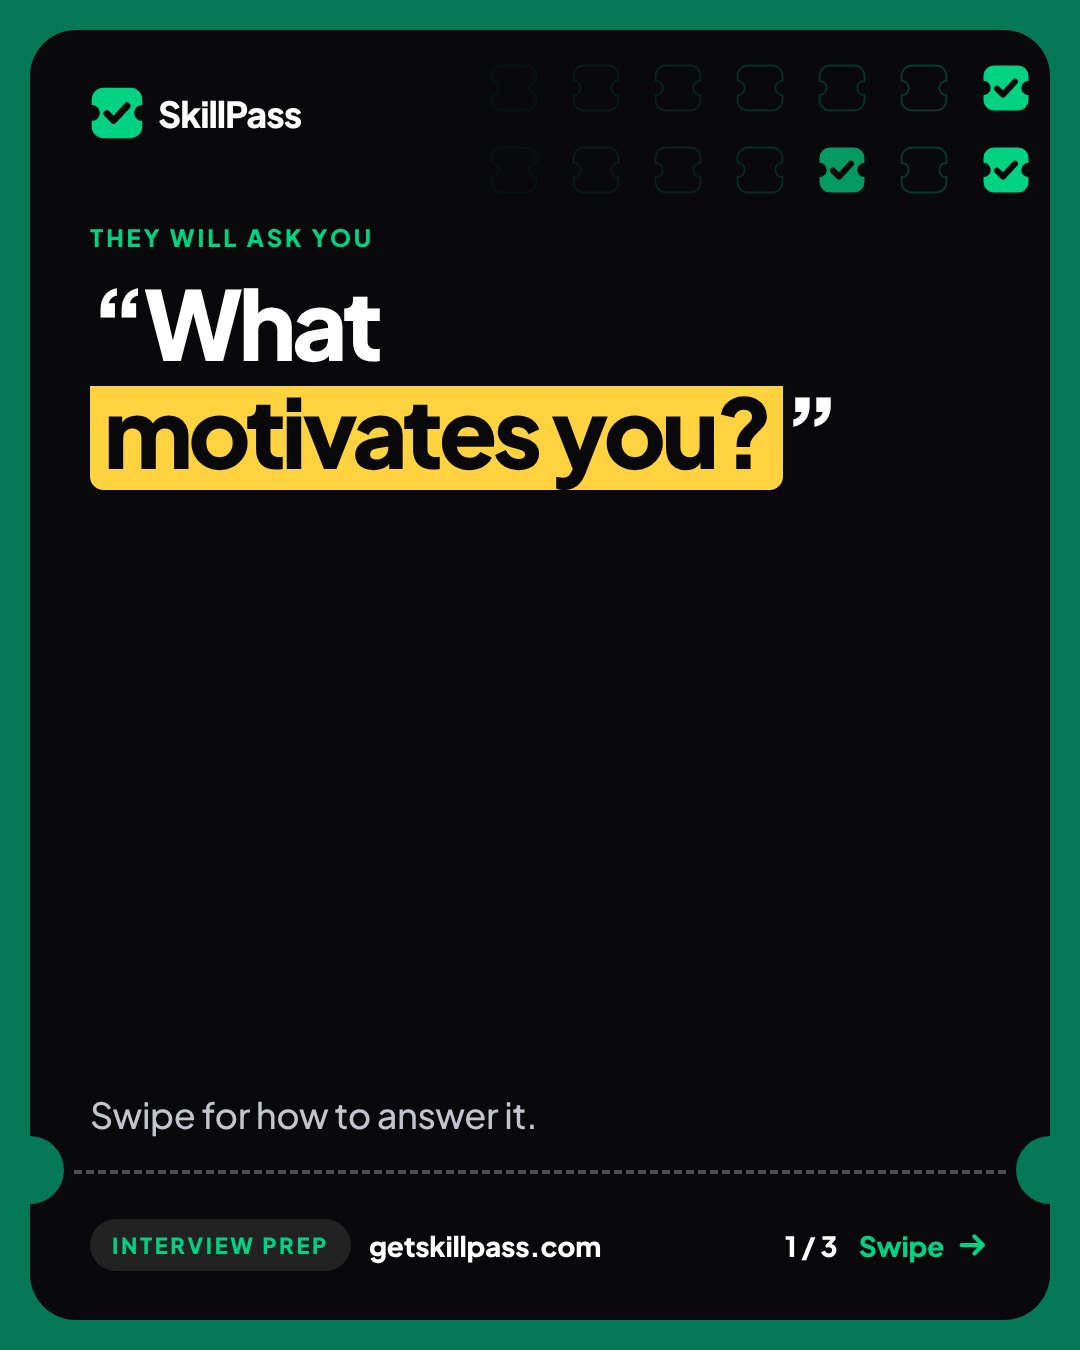 SkillPass
THEY WILL ASK YOU
“What
motivates you?”
Swipe for how to answer it.
INTERVIEW PREP getskillpass.com 1 / 3 Swipe →